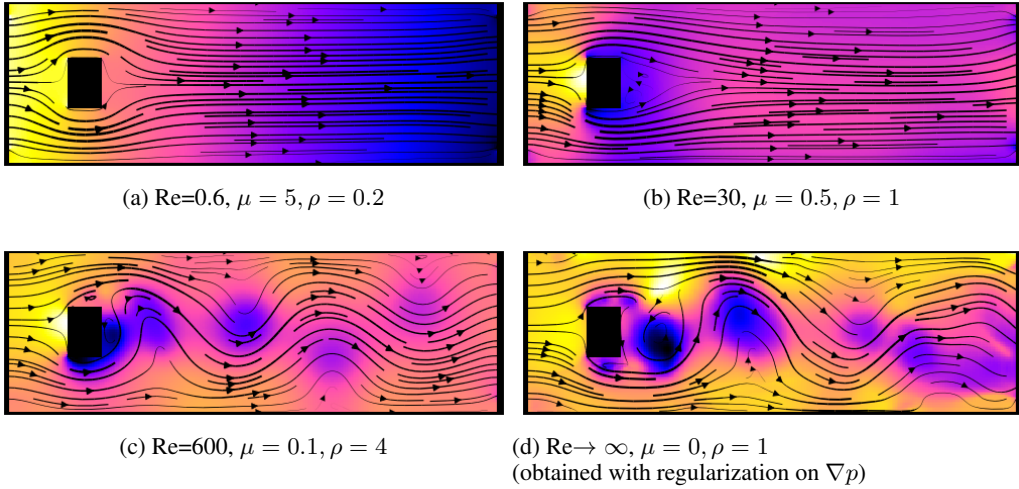 (a) Re=0.6, μ = 5, ρ = 0.2
(b) Re=30, μ = 0.5, ρ = 1
(c) Re=600, μ = 0.1, ρ = 4
(d) Re→ ∞, μ = 0, ρ = 1
(obtained with regularization on ∇p)